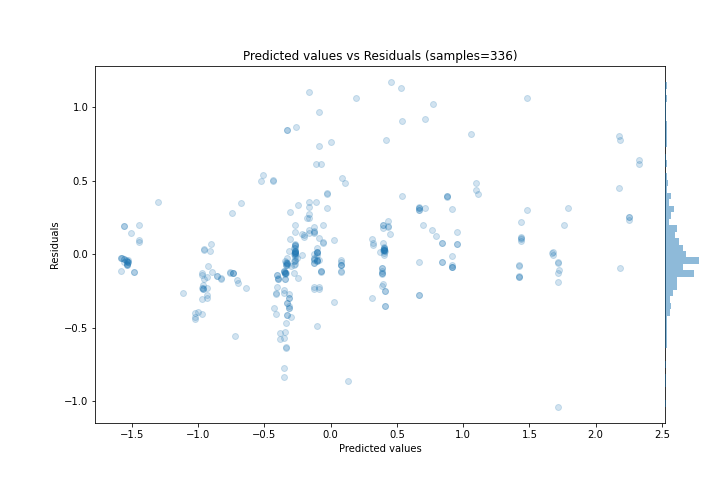 Predicted values vs Residuals (samples=336)
1.0
0.5
0.0
−0.5
−1.0
Residuals
−1.5 −1.0 −0.5 0.0 0.5 1.0 1.5 2.0 2.5
Predicted values